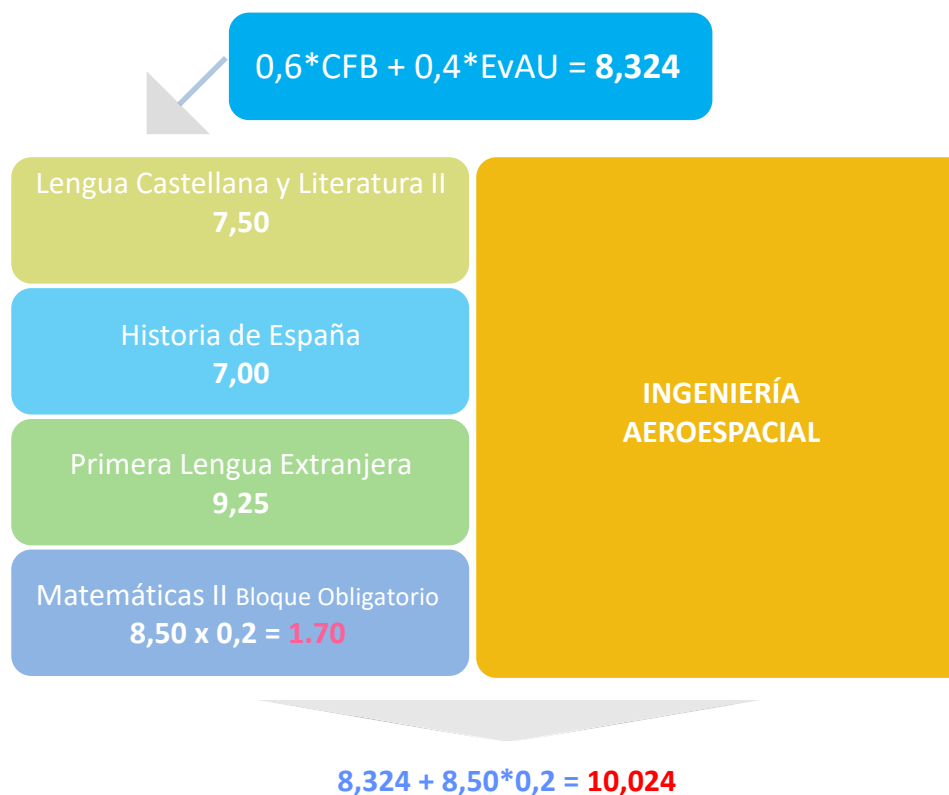 0,6*CFB + 0,4*EvAU = 8,324
Lengua Castellana y Literatura II
7,50
Historia de España
7,00
Primera Lengua Extranjera
9,25
Matemáticas II Bloque Obligatorio
8,50 x 0,2 = 1.70
INGENIERÍA
AEROESPACIAL
8,324 + 8,50*0,2 = 10,024